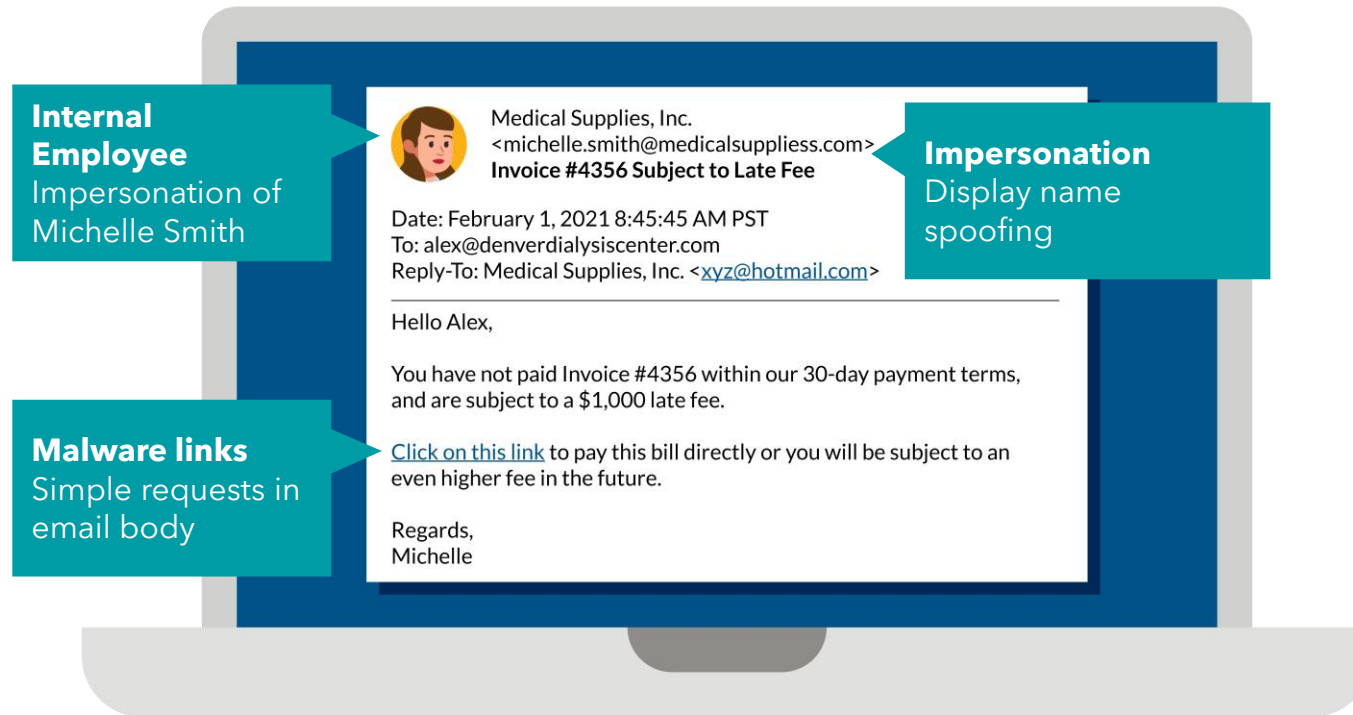 Internal
Employee
Impersonation of
Michelle Smith
Medical Supplies, Inc.
<michelle.smith@medicalsuppliess.com>
Invoice #4356 Subject to Late Fee
Impersonation
Display name
spoofing
Date: February 1, 2021 8:45:45 AM PST
To: alex@denverdialysiscenter.com
Reply-To: Medical Supplies, Inc. <xyz@hotmail.com>
Hello Alex,
You have not paid Invoice #4356 within our 30-day payment terms,
and are subject to a $1,000 late fee.
Malware links
Simple requests in
email body
Click on this link to pay this bill directly or you will be subject to an
even higher fee in the future.
Regards,
Michelle